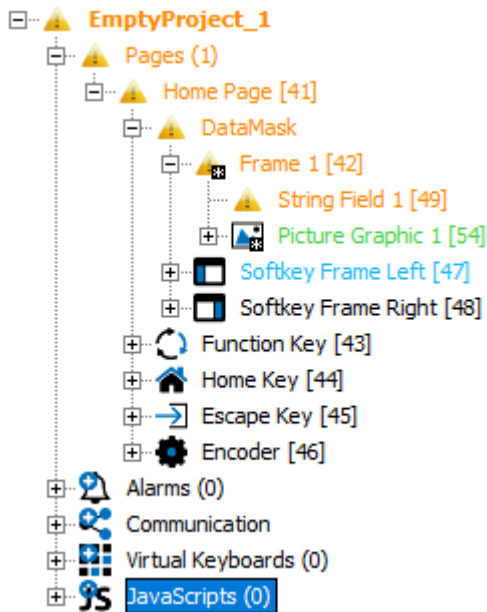 EmptyProject_1
Pages (1)
Home Page [41]
DataMask
Frame 1 [42]
String Field 1 [49]
Picture Graphic 1 [54]
Softkey Frame Left [47]
Softkey Frame Right [48]
Function Key [43]
Home Key [44]
Escape Key [45]
Encoder [46]
Alarms (0)
Communication
Virtual Keyboards (0)
JS JavaScripts (0)